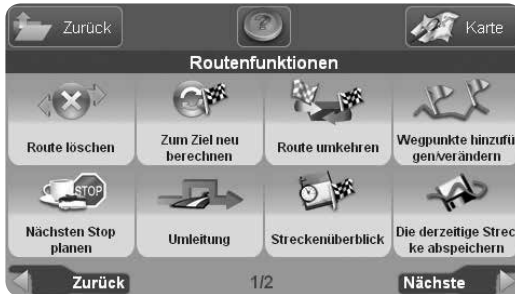 Zurück
Karte
Routenfunktionen
Route löschen
Zum Ziel neu
berechnen
Route umkehren
Wegpunkte hinzufü
gen/verändern
STOP
Nächsten Stop
planen
Umleitung
Streckenüberblick
Die derzeitige Strec
ke abspeichern
Zurück
1/2
Nächste